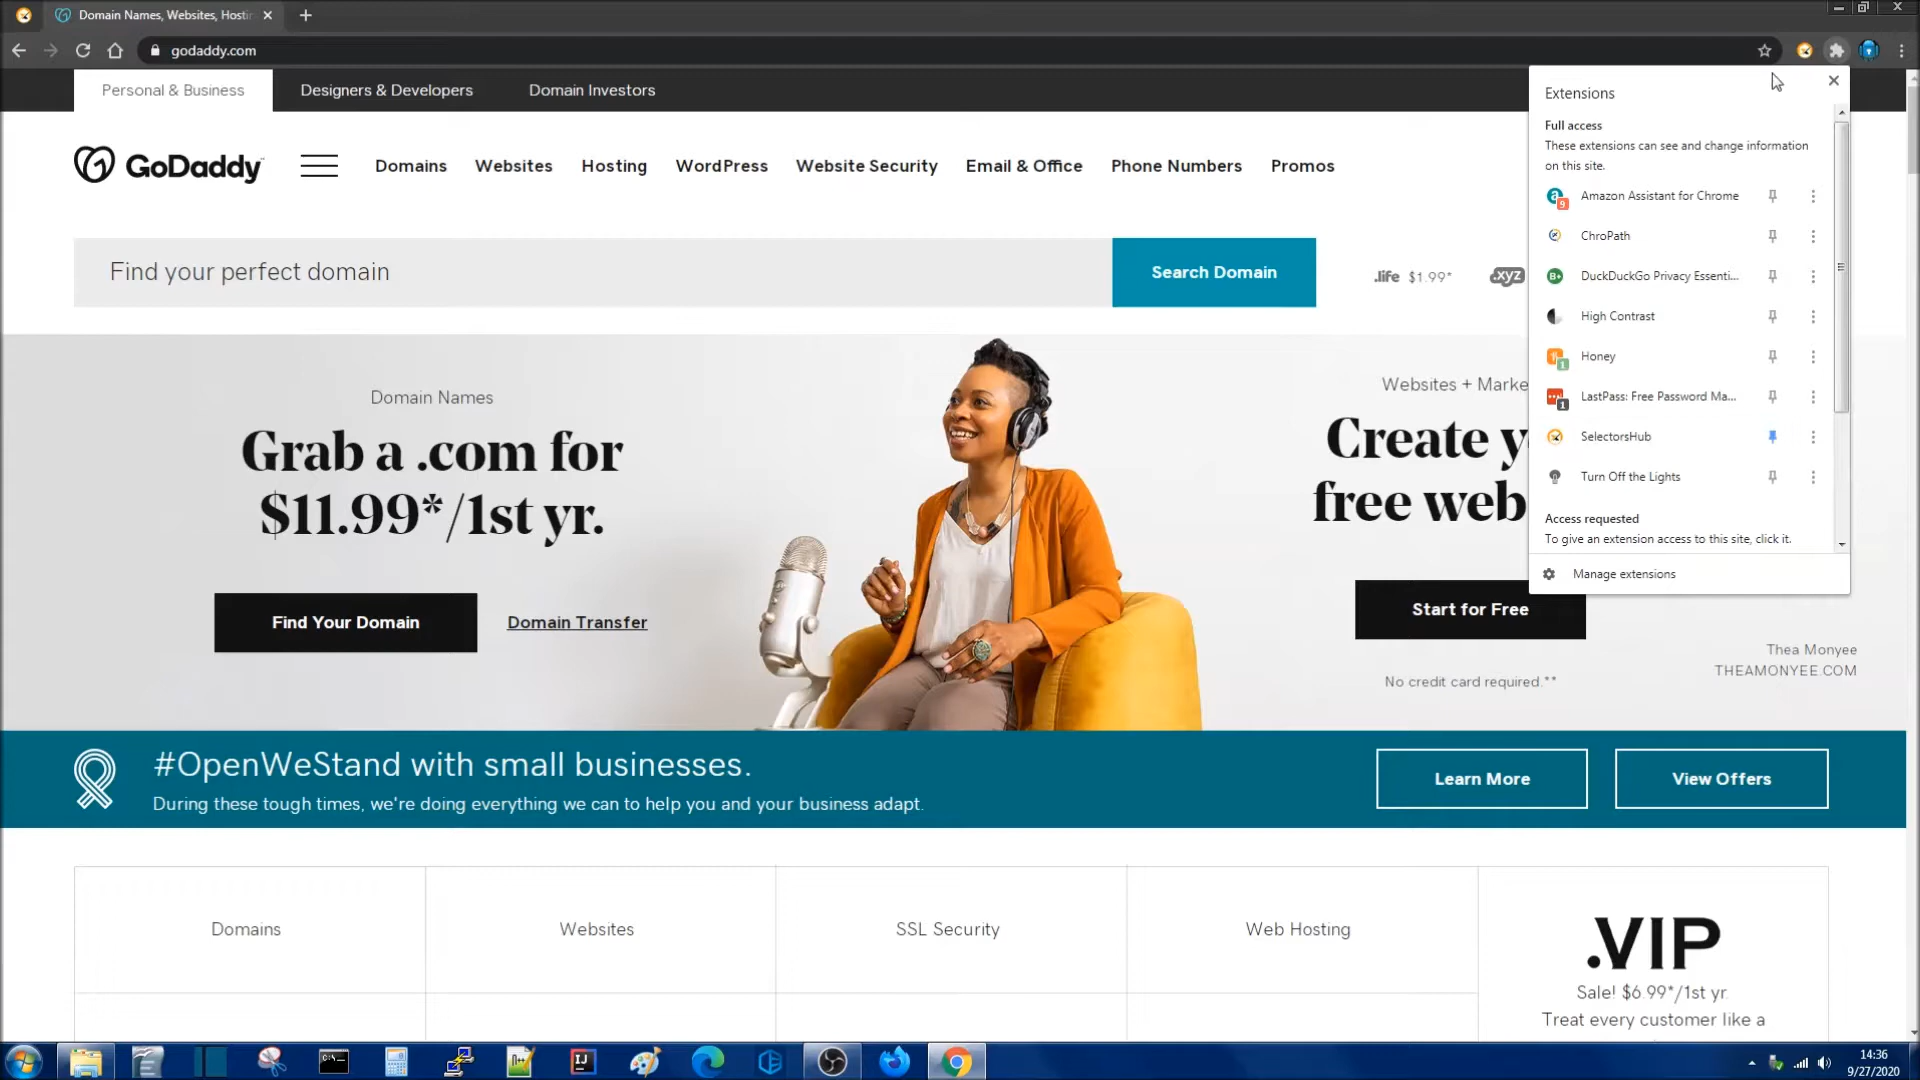 Domain Names, Websites, Hosti
godaddy.com
Personal & Business
Designers & Developers
Domain Investors
GoDaddy
Domains
Websites
Hosting
WordPress
Website Security
Email & Office
Phone Numbers
Promos
Find your perfect domain
Search Domain
.life $1.99*
.xyz
Domain Names
Grab a .com for
$11.99*/1st yr.
Find Your Domain
Domain Transfer
Websites + Marke
Create y
free web
Start for Free
No credit card required.**
Thea Monyee
THEAMONYEE.COM
Extensions
Full access
These extensions can see and change information
on this site.
9
Amazon Assistant for Chrome
ChroPath
B+
DuckDuckGo Privacy Essenti...
High Contrast
1
Honey
1
LastPass: Free Password Ma...
SelectorsHub
Turn Off the Lights
Access requested
To give an extension access to this site, click it.
Manage extensions
#OpenWeStand with small businesses.
During these tough times, we're doing everything we can to help you and your business adapt.
Learn More
View Offers
Domains
Websites
SSL Security
Web Hosting
.VIP
Sale! $6.99*/1st yr.
Treat every customer like a
14:36
9/27/2020